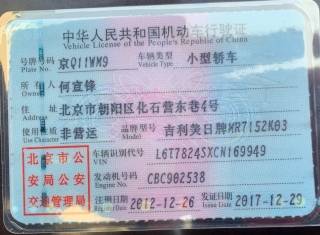 中华人民共和国机动车行驶证
Vehicle License of the People's Republic of China
号牌号码 京Q11WM9 车辆类型 小型轿车
Plate No. Vehicle Type
所有人 何宣锋
Owner
住址 北京市朝阳区化石营东巷4号
Address
使用性质 非营运 品牌型号 吉利美日牌MR7152K03
Use Character Model
北京市公安局公安交通管理局
车辆识别代号 L6T7824SXCN169949
VIN
发动机号码 CBC902538
Engine No.
注册日期 2012-12-26 发证日期 2017-12-29
Register Date Issue Date